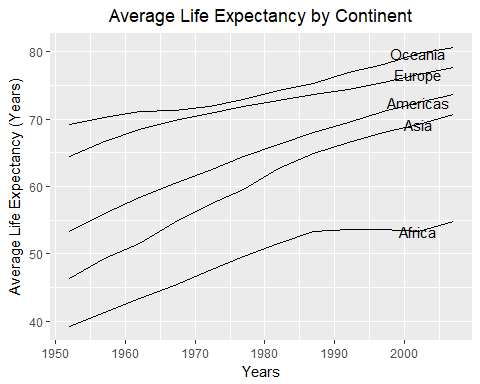 Average Life Expectancy by Continent
Average Life Expectancy (Years)
80
70
60
50
40
Oceania
Europe
Americas
Asia
Africa
1950 1960 1970 1980 1990 2000
Years